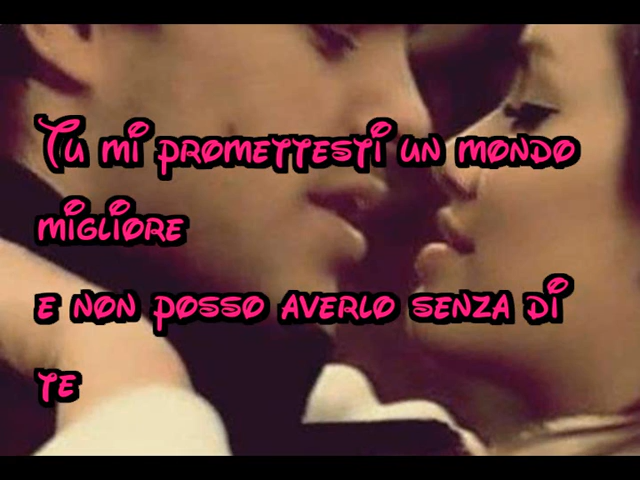 Tu mi promettesti un mondo
migliore
e non posso averlo senza di
te